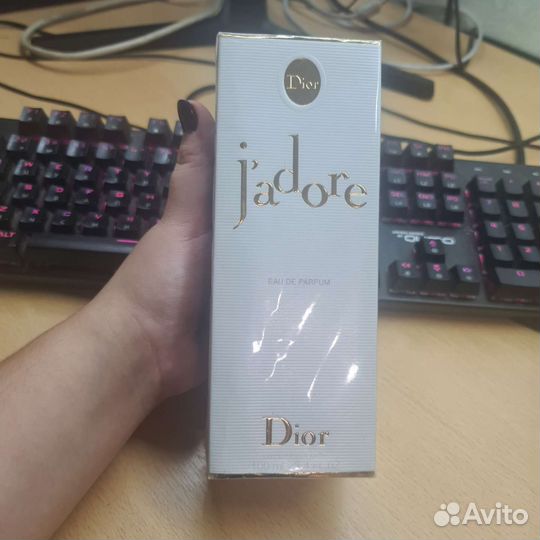 Dior
j'adore
EAU DE PARFUM
Dior
Avito